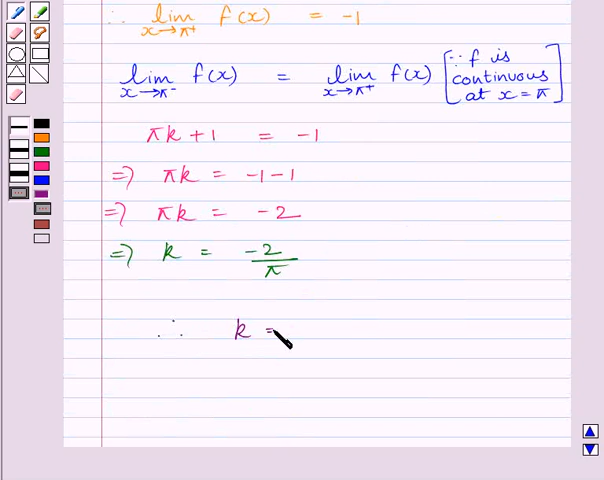 ∴ lim x→π⁺ f(x) = -1
lim x→π⁻ f(x) = lim x→π⁺ f(x) [∵ f is continuous at x = π]
πk + 1 = -1
⇒ πk = -1 - 1
⇒ πk = -2
⇒ k = -2/π
∴ k =